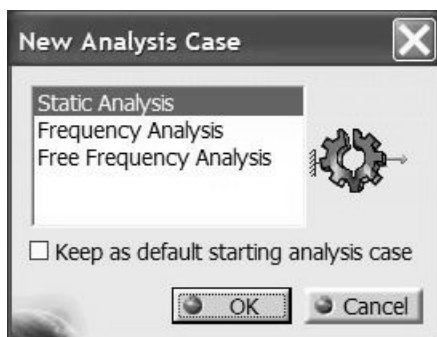 New Analysis Case
Static Analysis
Frequency Analysis
Free Frequency Analysis
Keep as default starting analysis case
OK
Cancel